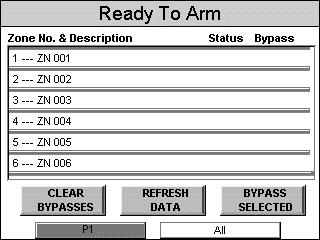 Ready To Arm
Zone No. & Description Status Bypass
1 --- ZN 001
2 --- ZN 002
3 --- ZN 003
4 --- ZN 004
5 --- ZN 005
6 --- ZN 006
CLEAR BYPASSES REFRESH DATA BYPASS SELECTED
P1 All